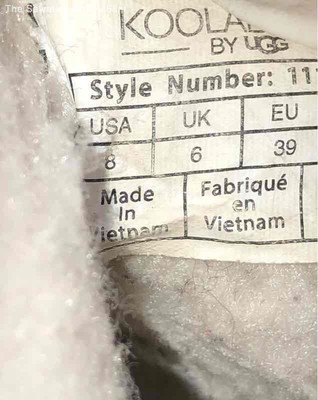 KOOLA
BY UGG
Style Number: 11
USA UK EU
8 6 39
Made Fabriqué
In en
Vietnam Vietnam